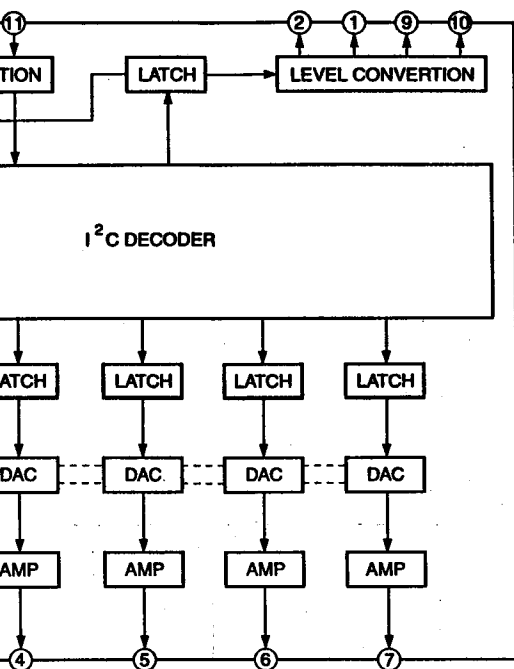 11 2 1 9 10
TION LATCH LEVEL CONVERTION
I²C DECODER
ATCH LATCH LATCH LATCH
DAC DAC DAC DAC
AMP AMP AMP AMP
4 5 6 7